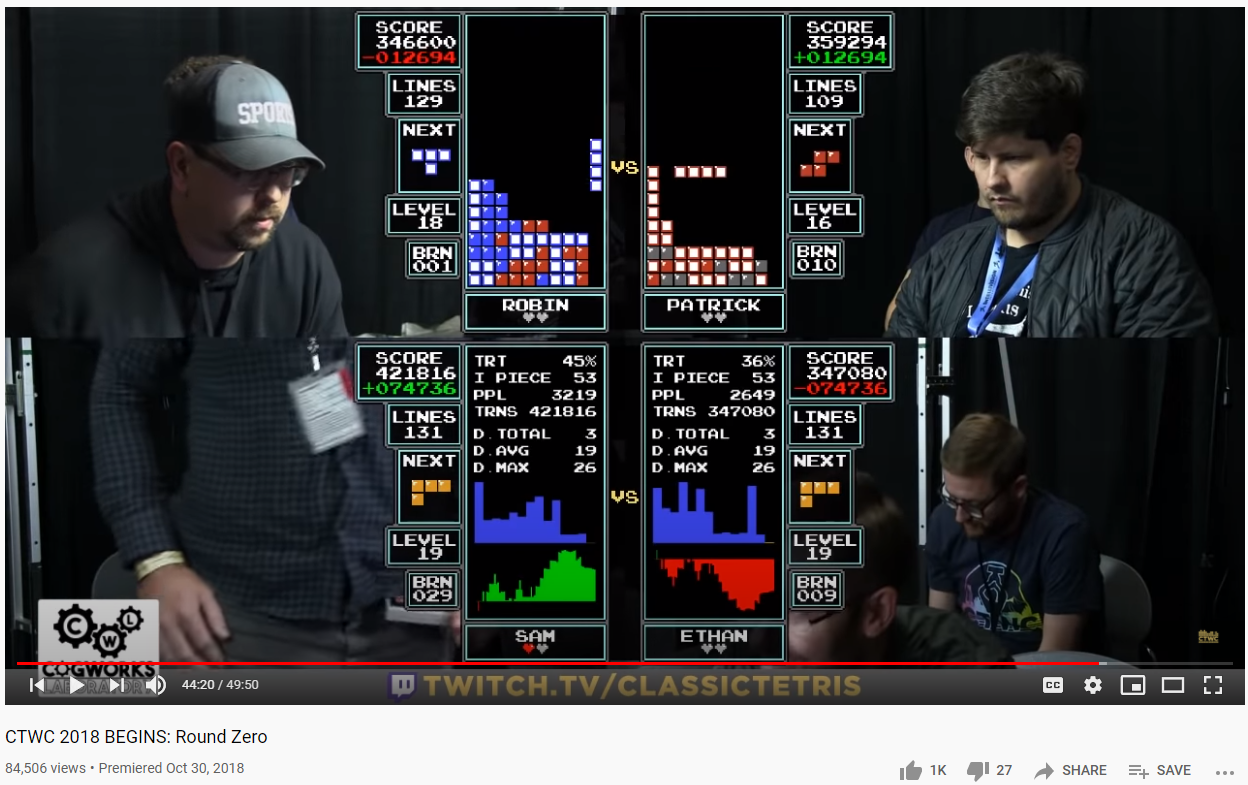 SCORE
346600
-012694
LINES
129
NEXT
LEVEL
18
BRN
001
ROBIN
VS
SCORE
359294
+012694
LINES
109
NEXT
LEVEL
16
BRN
010
PATRICK
SPORTS
SCORE
421816
+074736
LINES
131
NEXT
LEVEL
19
BRN
029
TRT 45%
I PIECE 53
PPL 3219
TRNS 421816
D.TOTAL 3
D.AVG 19
D.MAX 26
SAM
VS
TRT 36%
I PIECE 53
PPL 2649
TRNS 347080
D.TOTAL 3
D.AVG 19
D.MAX 26
ETHAN
SCORE
347080
-074736
LINES
131
NEXT
LEVEL
19
BRN
009
CWL
COGWORKS
LABORATORY
CTWC
44:20 / 49:50
TWITCH.TV/CLASSICTETRIS
CC
CTWC 2018 BEGINS: Round Zero
84,506 views • Premiered Oct 30, 2018
1K
27
SHARE
SAVE